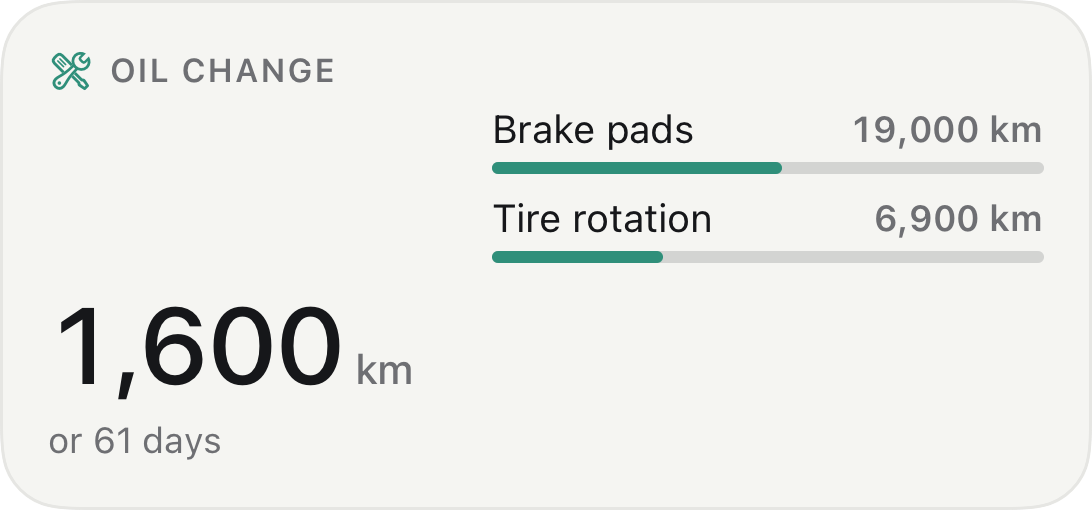 OIL CHANGE
1,600 km
or 61 days
Brake pads 19,000 km
Tire rotation 6,900 km